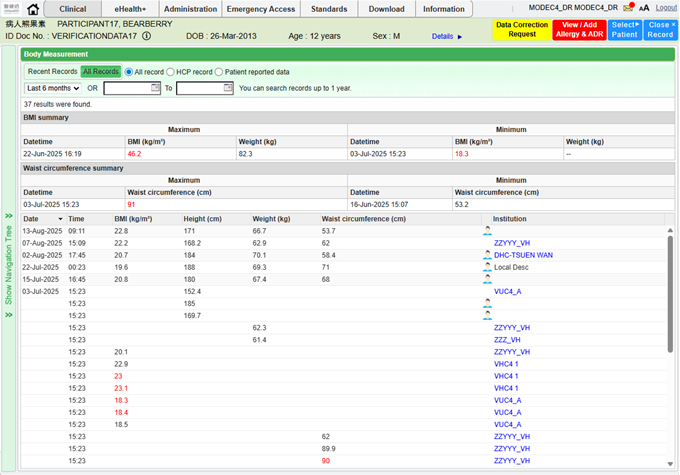 Clinical eHealth+ Administration Emergency Access Standards Download Information MODEC4_DR MODEC4_DR AA Logout
病人熊果素 PARTICIPANT17, BEARBERRY
ID Doc No. : VERIFICATIONDATA17 DOB : 26-Mar-2013 Age : 12 years Sex : M Details ▶
Data Correction Request View / Add Allergy & ADR Select Patient Close × Record
Body Measurement
Recent Records All Records All record HCP record Patient reported data
Last 6 months OR To You can search records up to 1 year.
37 results were found.
BMI summary
Maximum Minimum
Datetime BMI (kg/m²) Weight (kg) Datetime BMI (kg/m²) Weight (kg)
22-Jun-2025 16:19 46.2 82.3 03-Jul-2025 15:23 18.3 --
Waist circumference summary
Maximum Minimum
Datetime Waist circumference (cm) Datetime Waist circumference (cm)
03-Jul-2025 15:23 91 16-Jun-2025 15:07 53.2
Date Time BMI (kg/m²) Height (cm) Weight (kg) Waist circumference (cm) Institution
13-Aug-2025 09:11 22.8 171 66.7 53.7
07-Aug-2025 15:09 22.2 168.2 62.9 62 ZZYYY_VH
02-Aug-2025 17:45 20.7 184 70.1 58.4 DHC-TSUEN WAN
22-Jul-2025 00:23 19.6 188 69.3 71 Local Desc
15-Jul-2025 16:45 20.8 180 67.4 68
03-Jul-2025 15:23 152.4 VUC4_A
15:23 185
15:23 169.7
15:23 62.3 ZZYYY_VH
15:23 61.4 ZZZ_VH
15:23 20.1 ZZYYY_VH
15:23 22.9 VHC4 1
15:23 23 VHC4 1
15:23 23.1 VHC4 1
15:23 18.3 VUC4_A
15:23 18.4 VUC4_A
15:23 18.5 VUC4_A
15:23 62 ZZYYY_VH
15:23 89.9 ZZYYY_VH
15:23 90 ZZYYY_VH
Show Navigation Tree